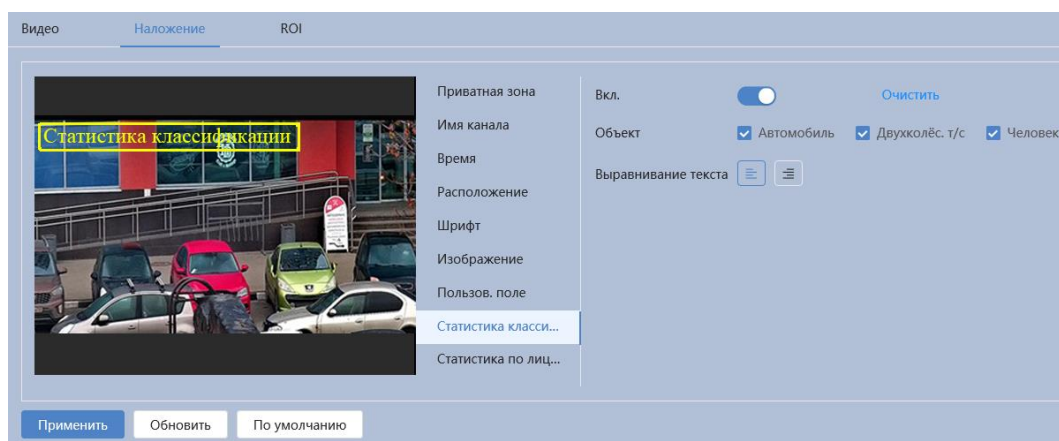 Видео Наложение ROI
Статистика классификации
Приватная зона
Имя канала
Время
Расположение
Шрифт
Изображение
Пользов. поле
Статистика класси...
Статистика по лиц...
Вкл. Очистить
Объект Автомобиль Двухколёс. т/с Человек
Выравнивание текста
Применить Обновить По умолчанию